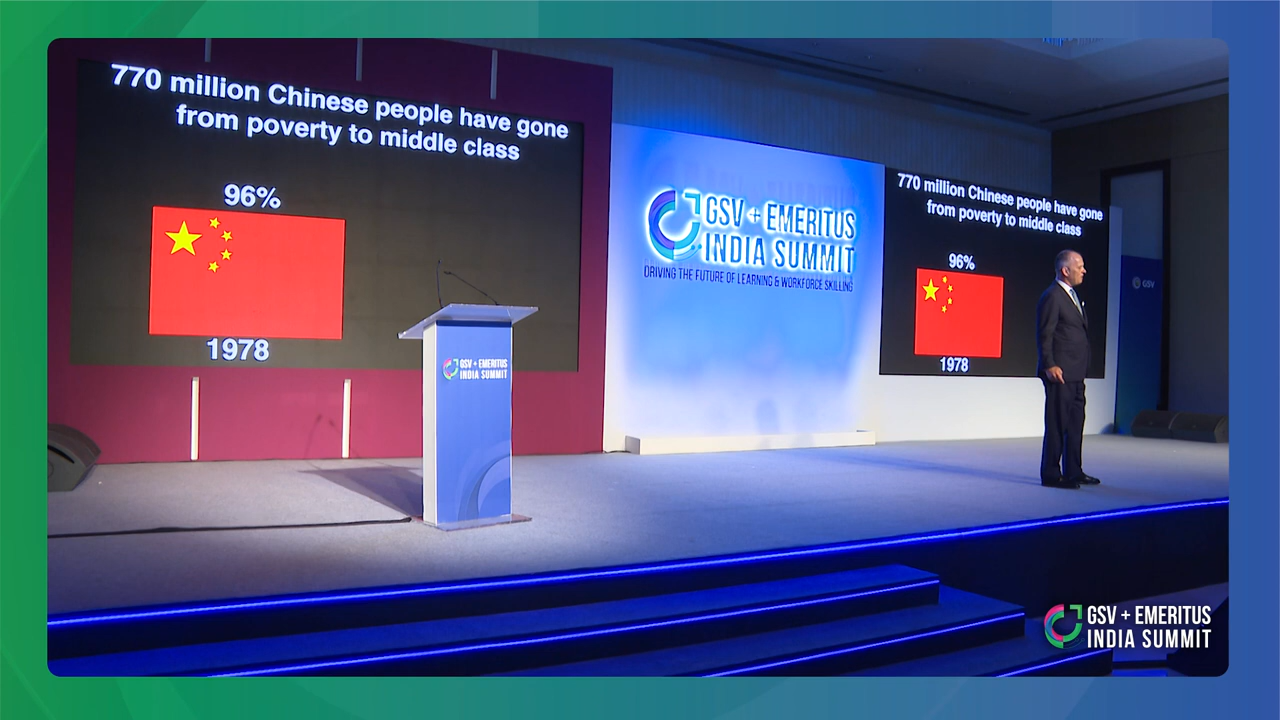 770 million Chinese people have gone
from poverty to middle class
96%
1978
GSV + EMERITUS
INDIA SUMMIT
GSV + EMERITUS
INDIA SUMMIT
DRIVING THE FUTURE OF LEARNING & WORKFORCE SKILLING
770 million Chinese people have gone
from poverty to middle class
96%
1978
GSV
GSV + EMERITUS
INDIA SUMMIT